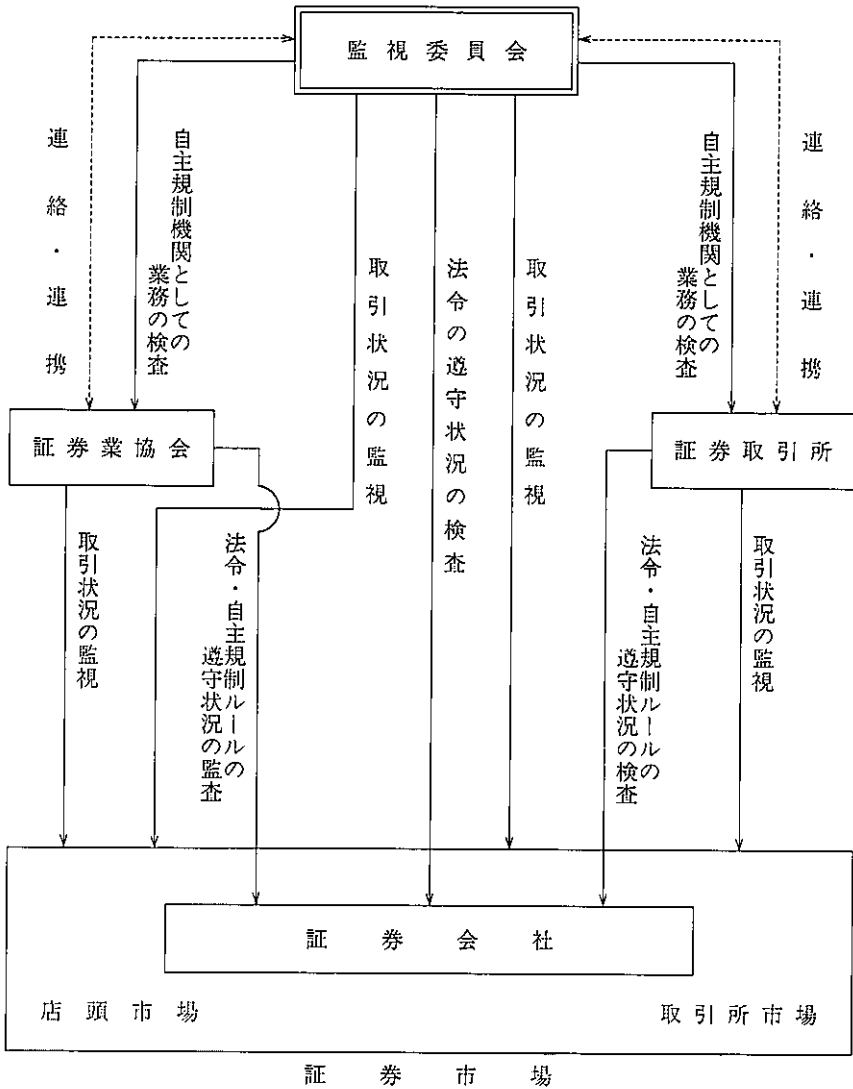 監視委員会
連絡・連携
自主規制機関としての
業務の検査
取引状況の監視
法令の遵守状況の検査
取引状況の監視
自主規制機関としての
業務の検査
連絡・連携
証券業協会
証券取引所
取引状況の監視
法令・自主規制ルールの
遵守状況の監査
法令・自主規制ルールの
遵守状況の検査
取引状況の監視
証券会社
店頭市場
取引所市場
証券市場